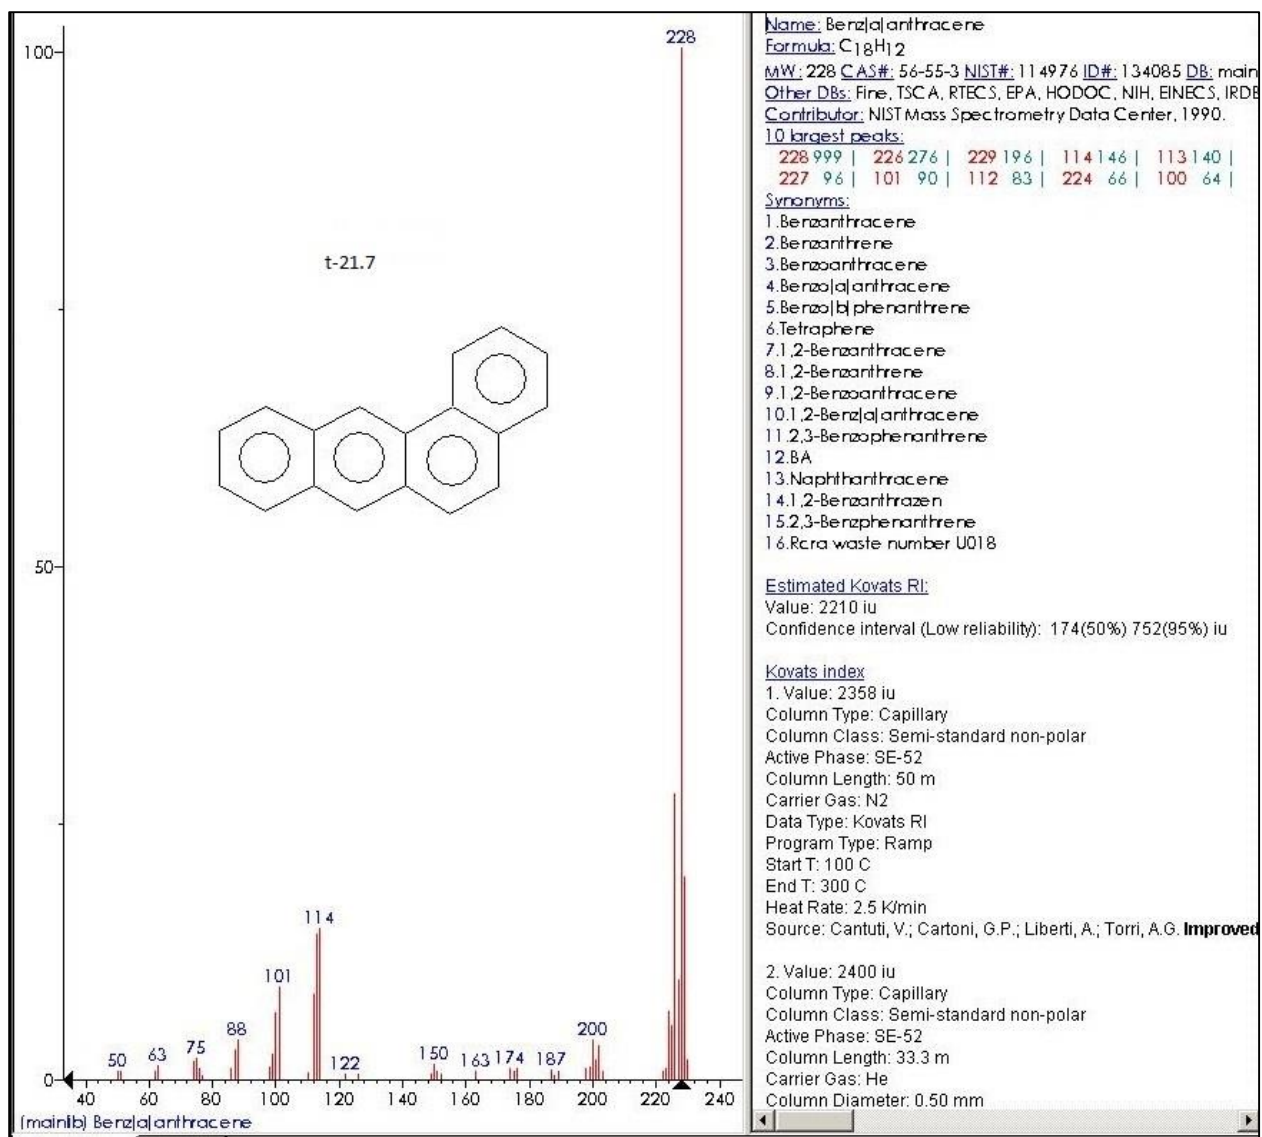 100
228
t-21.7
50
114
101
88
75
63
50
122
150
163
174
187
200
0
40
60
80
100
120
140
160
180
200
220
240
(mainlib) Benz[a]anthracene
Name: Benz[a]anthracene
Formula: C18H12
MW: 228 CAS#: 56-55-3 NIST#: 114976 ID#: 134085 DB: main
Other DBs: Fine, TSCA, RTECS, EPA, HODOC, NIH, EINECS, IRDB
Contributor: NIST Mass Spectrometry Data Center, 1990.
10 largest peaks:
228 999 | 226 276 | 229 196 | 114 146 | 113 140 |
227 96 | 101 90 | 112 83 | 224 66 | 100 64 |
Synonyms:
1.Benzanthracene
2.Benzanthrene
3.Benzoanthracene
4.Benzo[a]anthracene
5.Benzo[b]phenanthrene
6.Tetraphene
7.1,2-Benzanthracene
8.1,2-Benzanthrene
9.1,2-Benzoanthracene
10.1,2-Benz[a]anthracene
11.2,3-Benzophenanthrene
12.BA
13.Naphthanthracene
14.1,2-Benzanthrazen
15.2,3-Benzphenanthrene
16.Rcra waste number U018
Estimated Kovats RI:
Value: 2210 iu
Confidence interval (Low reliability): 174(50%) 752(95%) iu
Kovats index
1. Value: 2358 iu
Column Type: Capillary
Column Class: Semi-standard non-polar
Active Phase: SE-52
Column Length: 50 m
Carrier Gas: N2
Data Type: Kovats RI
Program Type: Ramp
Start T: 100 C
End T: 300 C
Heat Rate: 2.5 K/min
Source: Cantuti, V.; Cartoni, G.P.; Liberti, A.; Torri, A.G. Improved
2. Value: 2400 iu
Column Type: Capillary
Column Class: Semi-standard non-polar
Active Phase: SE-52
Column Length: 33.3 m
Carrier Gas: He
Column Diameter: 0.50 mm